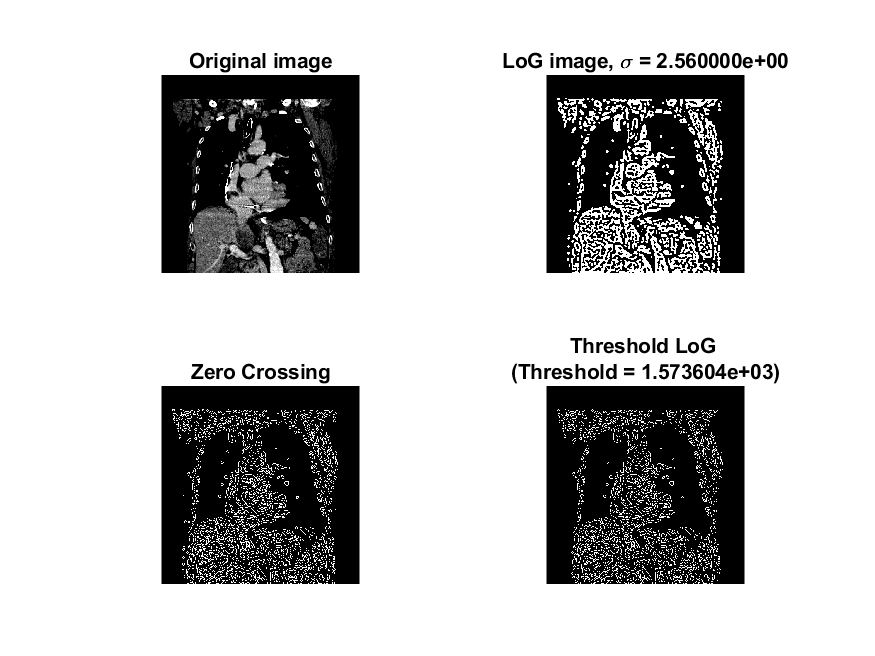 Original image
LoG image, σ = 2.560000e+00
Zero Crossing
Threshold LoG
(Threshold = 1.573604e+03)